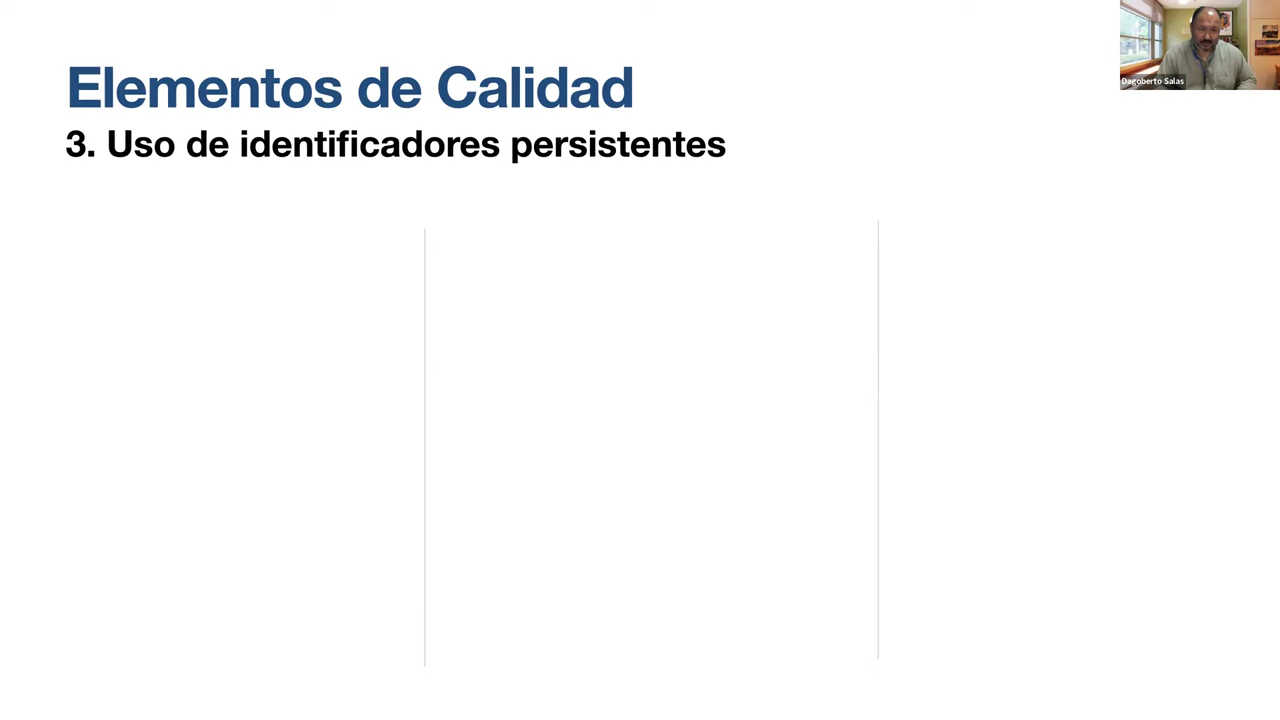 Elementos de Calidad
3. Uso de identificadores persistentes
Dagoberto Salas